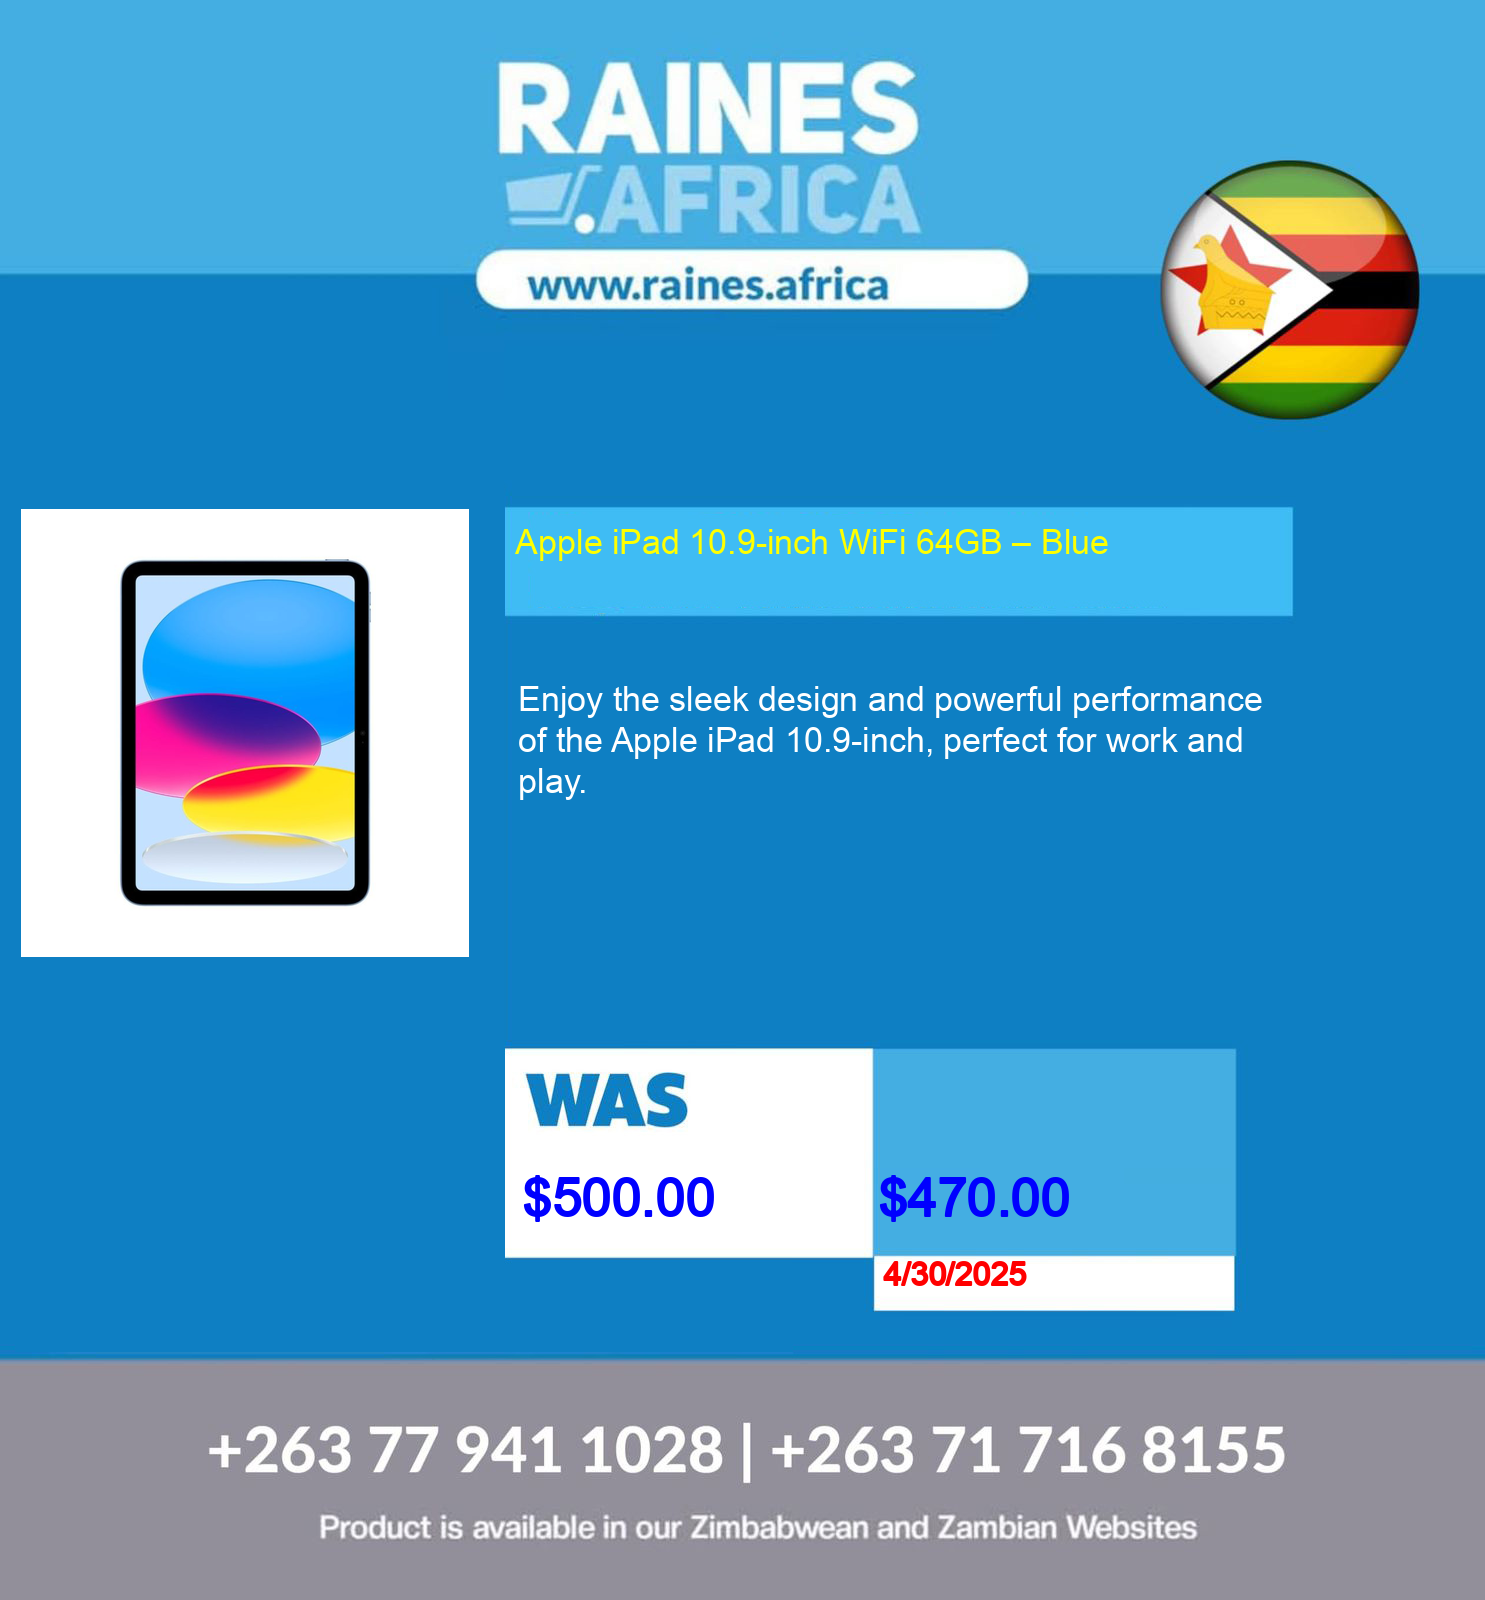 RAINES
.AFRICA
www.raines.africa
Apple iPad 10.9-inch WiFi 64GB – Blue
Enjoy the sleek design and powerful performance
of the Apple iPad 10.9-inch, perfect for work and
play.
WAS
$500.00 $470.00
4/30/2025
+263 77 941 1028 | +263 71 716 8155
Product is available in our Zimbabwean and Zambian Websites